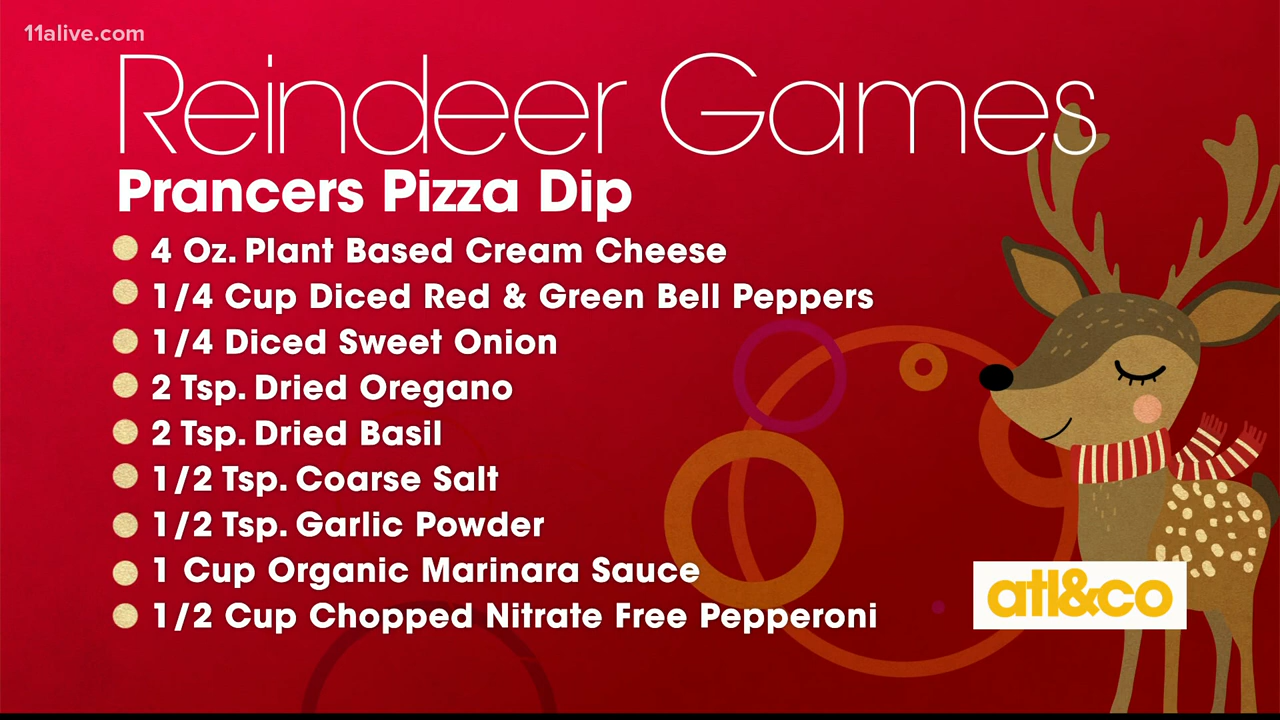 11alive.com
Reindeer Games
Prancers Pizza Dip
4 Oz. Plant Based Cream Cheese
1/4 Cup Diced Red & Green Bell Peppers
1/4 Diced Sweet Onion
2 Tsp. Dried Oregano
2 Tsp. Dried Basil
1/2 Tsp. Coarse Salt
1/2 Tsp. Garlic Powder
1 Cup Organic Marinara Sauce
1/2 Cup Chopped Nitrate Free Pepperoni
atl&co